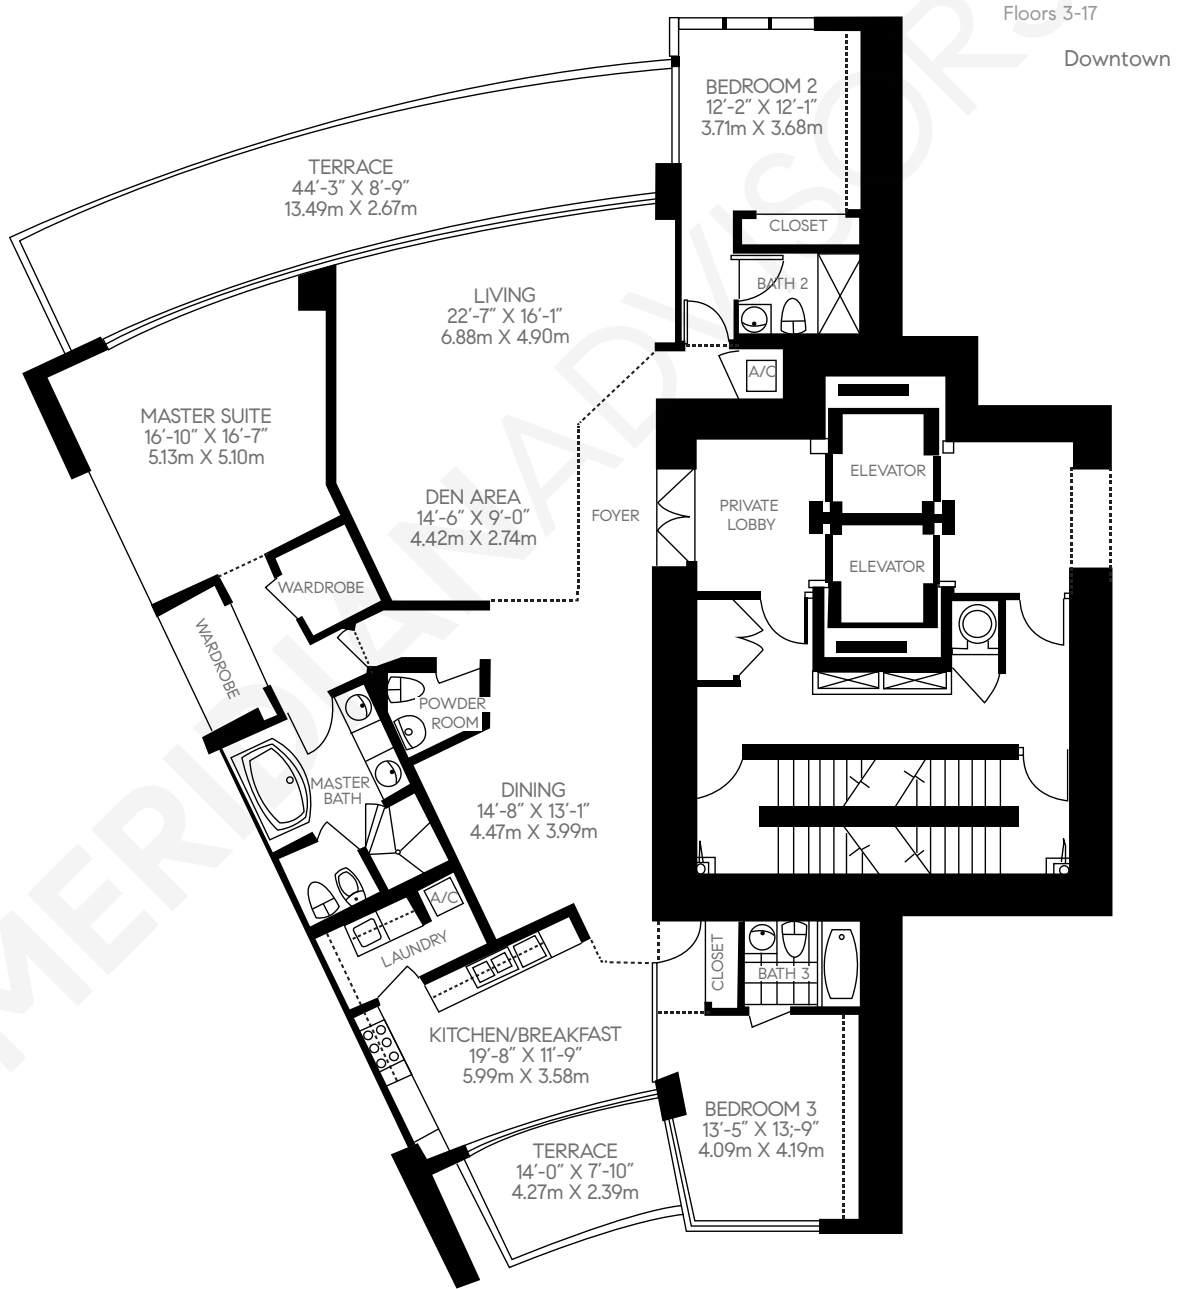 Floors 3-17
Downtown
BEDROOM 2
12′-2″ X 12′-1″
3.71m X 3.68m
TERRACE
44′-3″ X 8′-9″
13.49m X 2.67m
CLOSET
BATH 2
LIVING
22′-7″ X 16′-1″
6.88m X 4.90m
A/C
MASTER SUITE
16′-10″ X 16′-7″
5.13m X 5.10m
ELEVATOR
DEN AREA
14′-6″ X 9′-0″
4.42m X 2.74m
FOYER
PRIVATE
LOBBY
ELEVATOR
WARDROBE
WARDROBE
POWDER
ROOM
MASTER
BATH
DINING
14′-8″ X 13′-1″
4.47m X 3.99m
A/C
LAUNDRY
CLOSET
BATH 3
KITCHEN/BREAKFAST
19′-8″ X 11′-9″
5.99m X 3.58m
BEDROOM 3
13′-5″ X 13;-9″
4.09m X 4.19m
TERRACE
14′-0″ X 7′-10″
4.27m X 2.39m
MERIDIANADVISORS